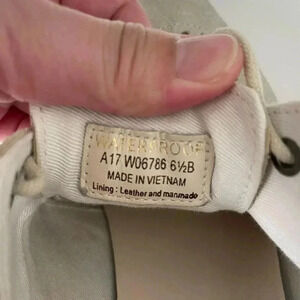 WATERPROOF
A17 W06786 6½B
MADE IN VIETNAM
Lining: Leather and manmade